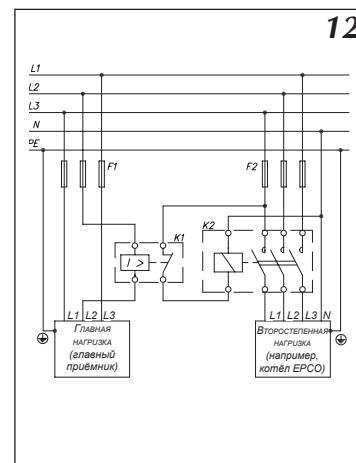 12
L1
L2
L3
N
PE
F1
F2
K1
K2
I >
L1 L2 L3
L1 L2 L3 N
Главная
нагрузка
(главный
приёмник)
Второстепенная
нагрузка
(например,
котёл EPCO)